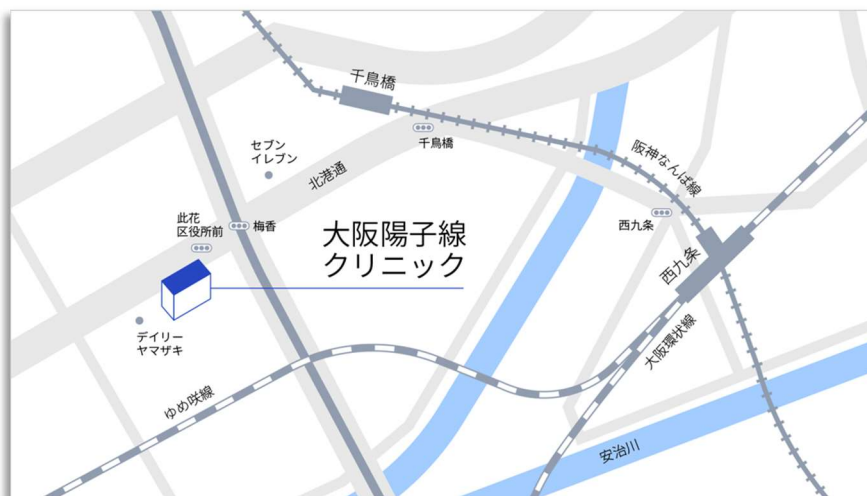 千鳥橋
千鳥橋
セブン
イレブン
北港通
阪神なんば線
此花
区役所前
梅香
西九条
大阪陽子線
クリニック
西九条
デイリー
ヤマザキ
大阪環状線
ゆめ咲線
安治川